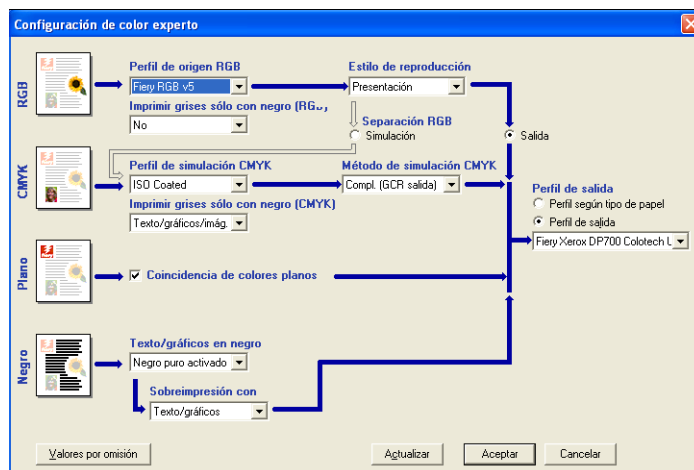 Configuración de color experto
RGB
Perfil de origen RGB
Fiery RGB v5
Estilo de reproducción
Presentación
Imprimir grises sólo con negro (RGB)
No
Separación RGB
Simulación
Salida
CMYK
Perfil de simulación CMYK
ISO Coated
Método de simulación CMYK
Compl. (GCR salida)
Imprimir grises sólo con negro (CMYK)
Texto/gráficos/imág.
Perfil de salida
Perfil según tipo de papel
Perfil de salida
Fiery Xerox DP700 Colotech U
Plano
Coincidencia de colores planos
Negro
Texto/gráficos en negro
Negro puro activado
Sobreimpresión con
Texto/gráficos
Valores por omisión
Actualizar
Aceptar
Cancelar